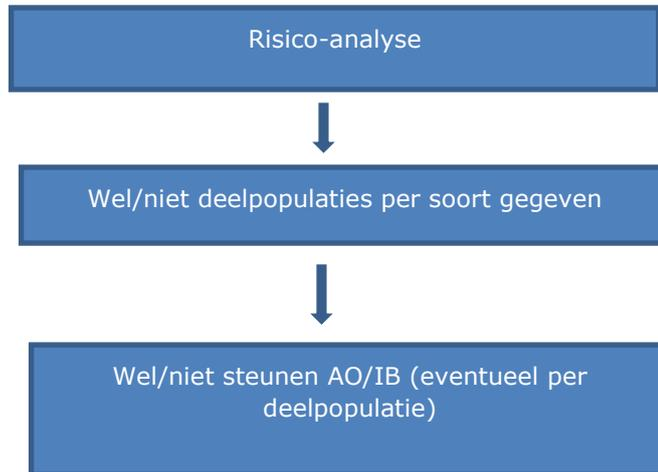 Risico-analyse
Wel/niet deelpopulaties per soort gegeven
Wel/niet steunen AO/IB (eventueel per
deelpopulatie)